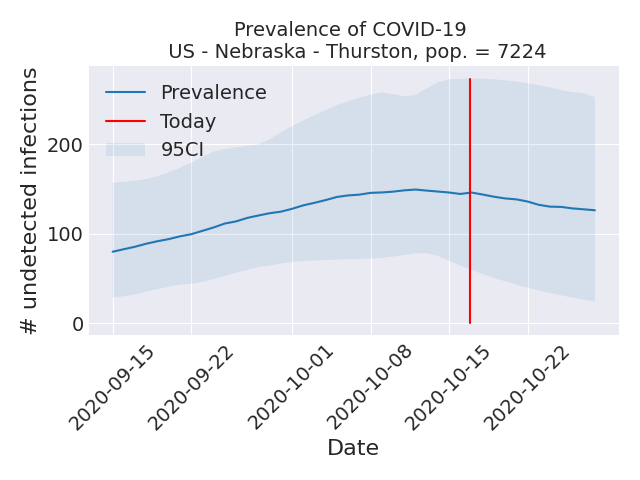 Prevalence of COVID-19
US - Nebraska - Thurston, pop. = 7224
# undetected infections
200
100
0
Prevalence
Today
95CI
2020-09-15
2020-09-22
2020-10-01
2020-10-08
2020-10-15
2020-10-22
Date